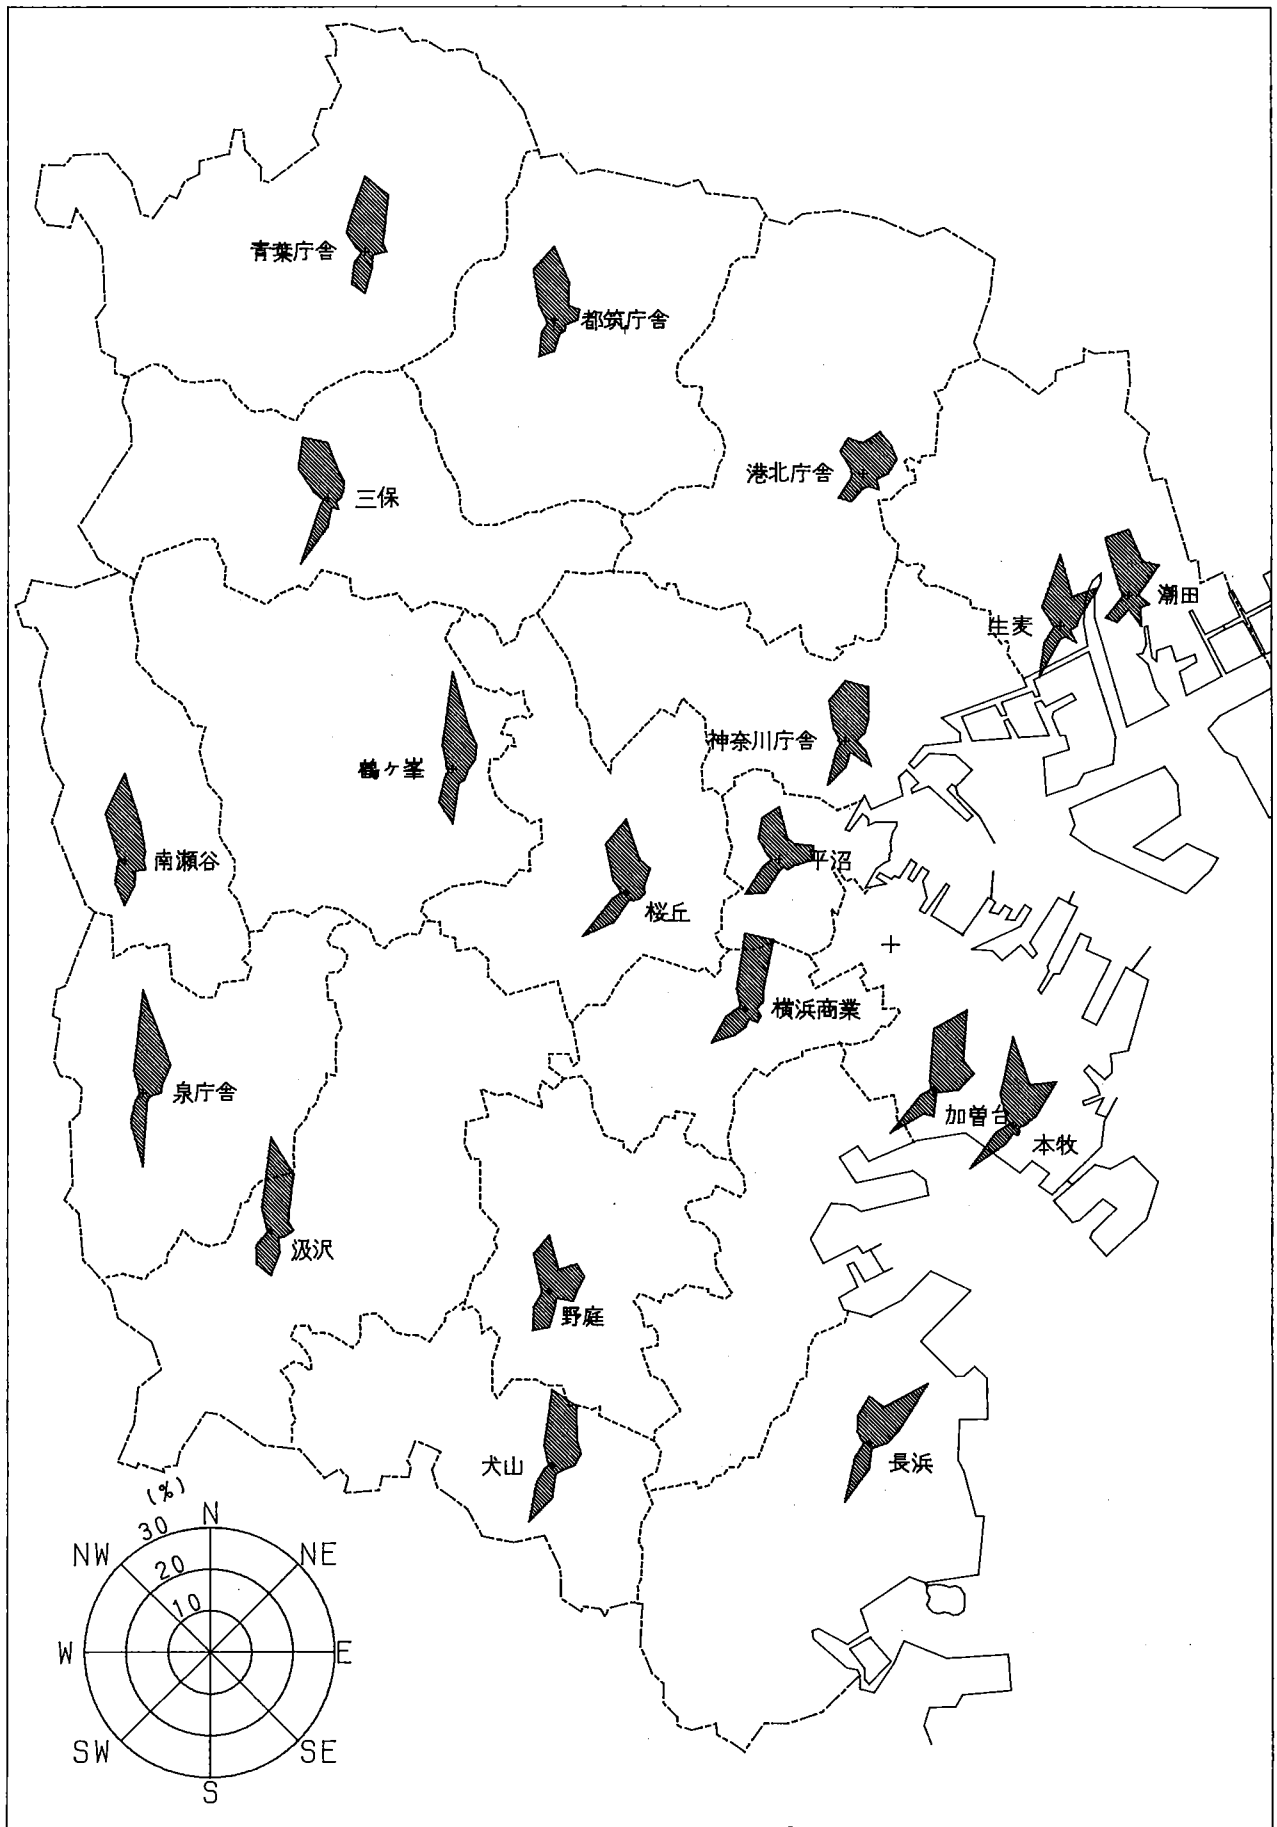 青葉庁舎
都筑庁舎
港北庁舎
三保
潮田
生麦
神奈川庁舎
鶴ヶ峯
平沼
南瀬谷
桜丘
横浜商業
泉庁舎
加曽台
本牧
汲沢
野庭
犬山
長浜
(%)
30
20
10
N
NW
NE
W
E
SW
SE
S